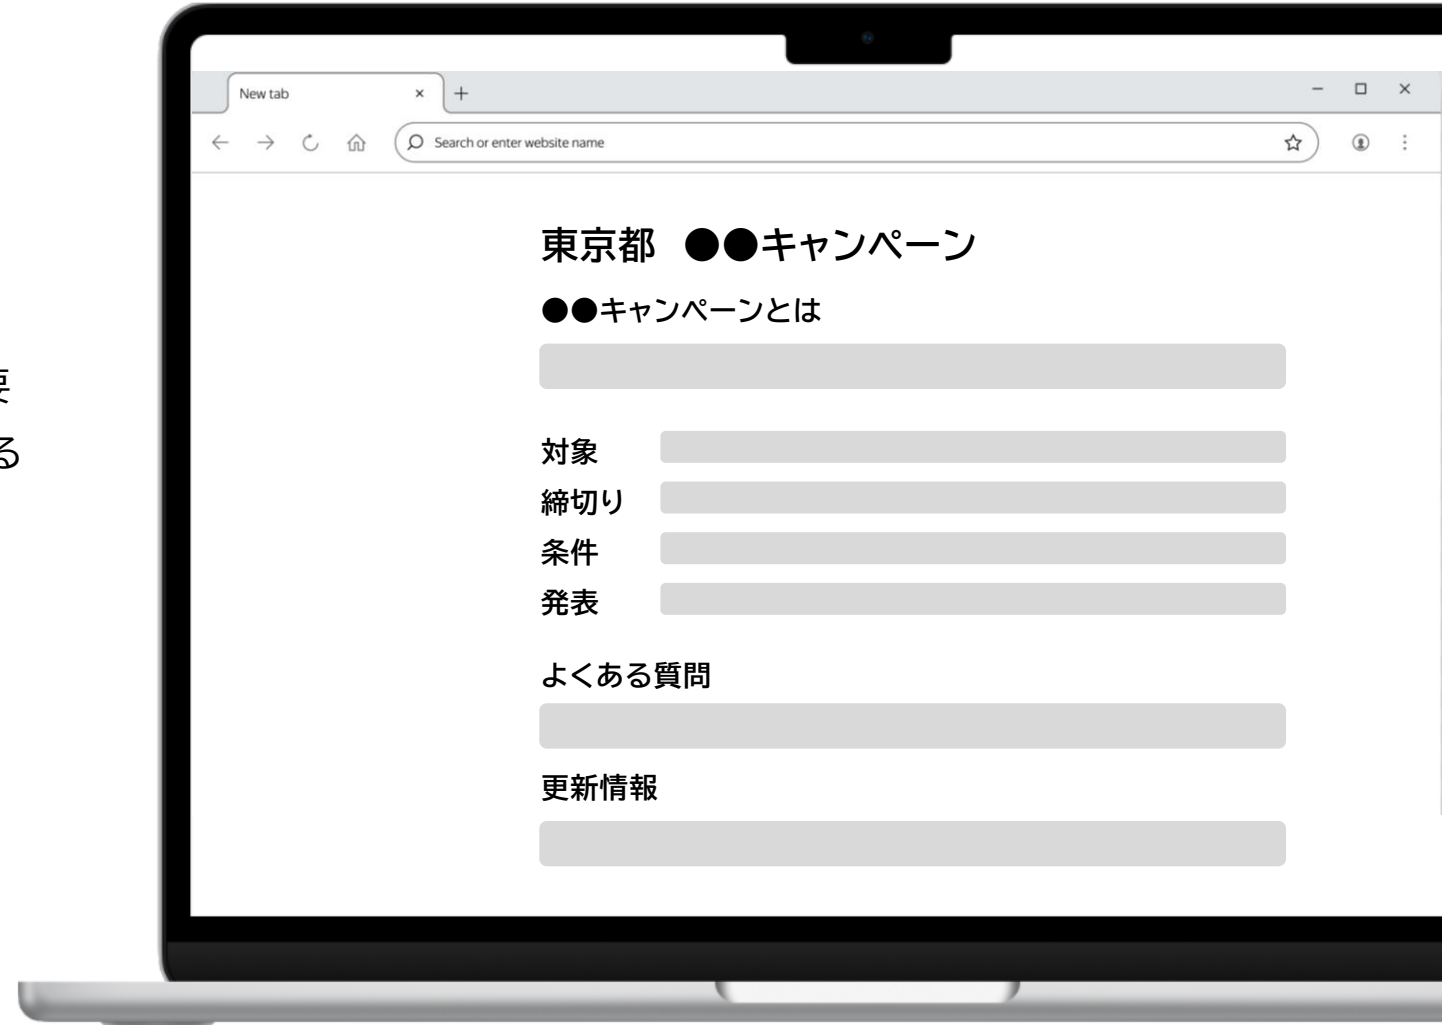 New tab
Search or enter website name
東京都 ●●キャンペーン
●●キャンペーンとは
対象
締切り
条件
発表
よくある質問
更新情報
要
る